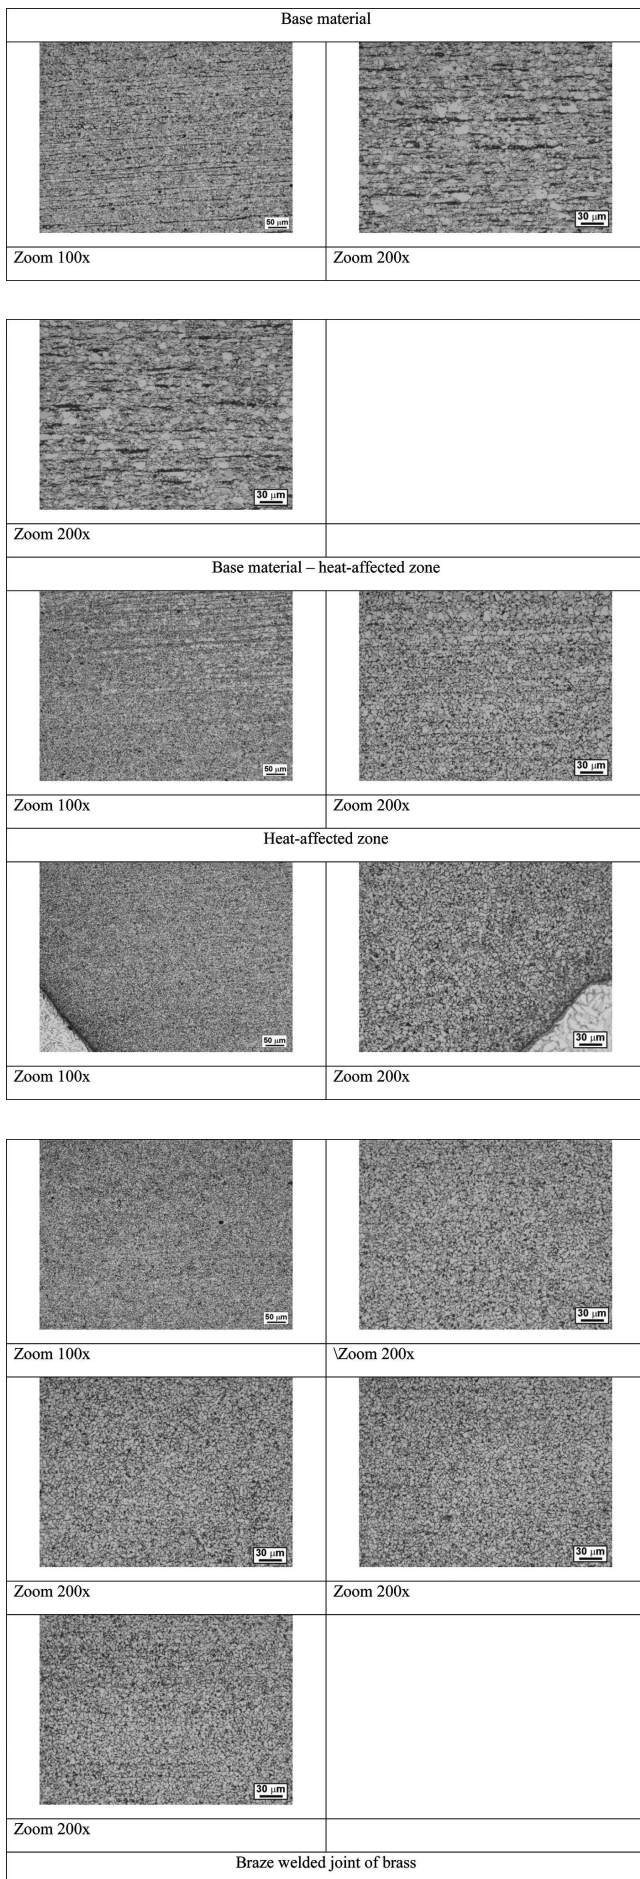 Base material
50 μm
30 μm
Zoom 100x
Zoom 200x
30 μm
Zoom 200x
Base material – heat-affected zone
50 μm
30 μm
Zoom 100x
Zoom 200x
Heat-affected zone
50 μm
30 μm
Zoom 100x
Zoom 200x
50 μm
30 μm
Zoom 100x
\Zoom 200x
30 μm
30 μm
Zoom 200x
Zoom 200x
30 μm
Zoom 200x
Braze welded joint of brass